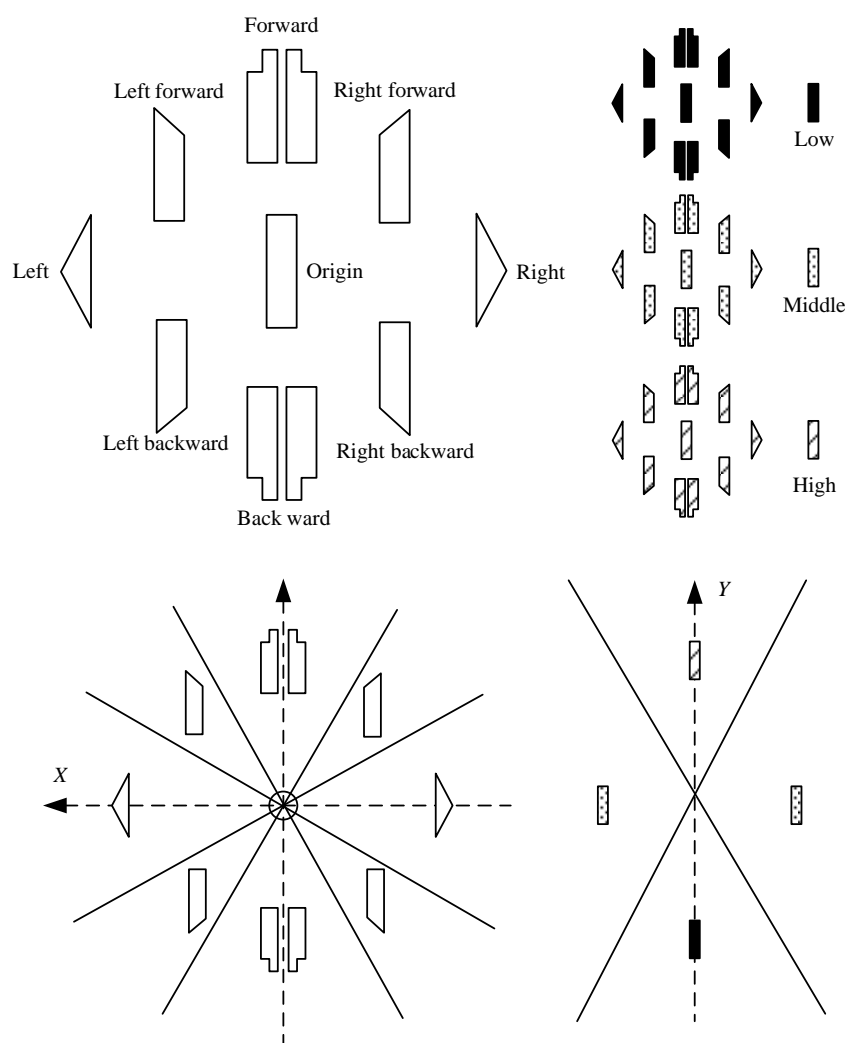 Forward
Left forward
Right forward
Left
Origin
Right
Left backward
Right backward
Back ward
Low
Middle
High
X
Y